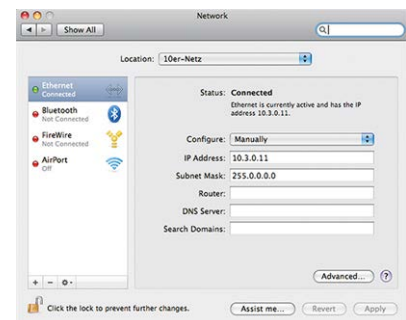 Network
Show All
Location: 10er-Netz
Ethernet
Connected
Bluetooth
Not Connected
FireWire
Not Connected
AirPort
Off
Status: Connected
Ethernet is currently active and has the IP
address 10.3.0.11.
Configure: Manually
IP Address: 10.3.0.11
Subnet Mask: 255.0.0.0
Router:
DNS Server:
Search Domains:
Advanced... ?
+ −
Click the lock to prevent further changes.
Assist me... Revert Apply